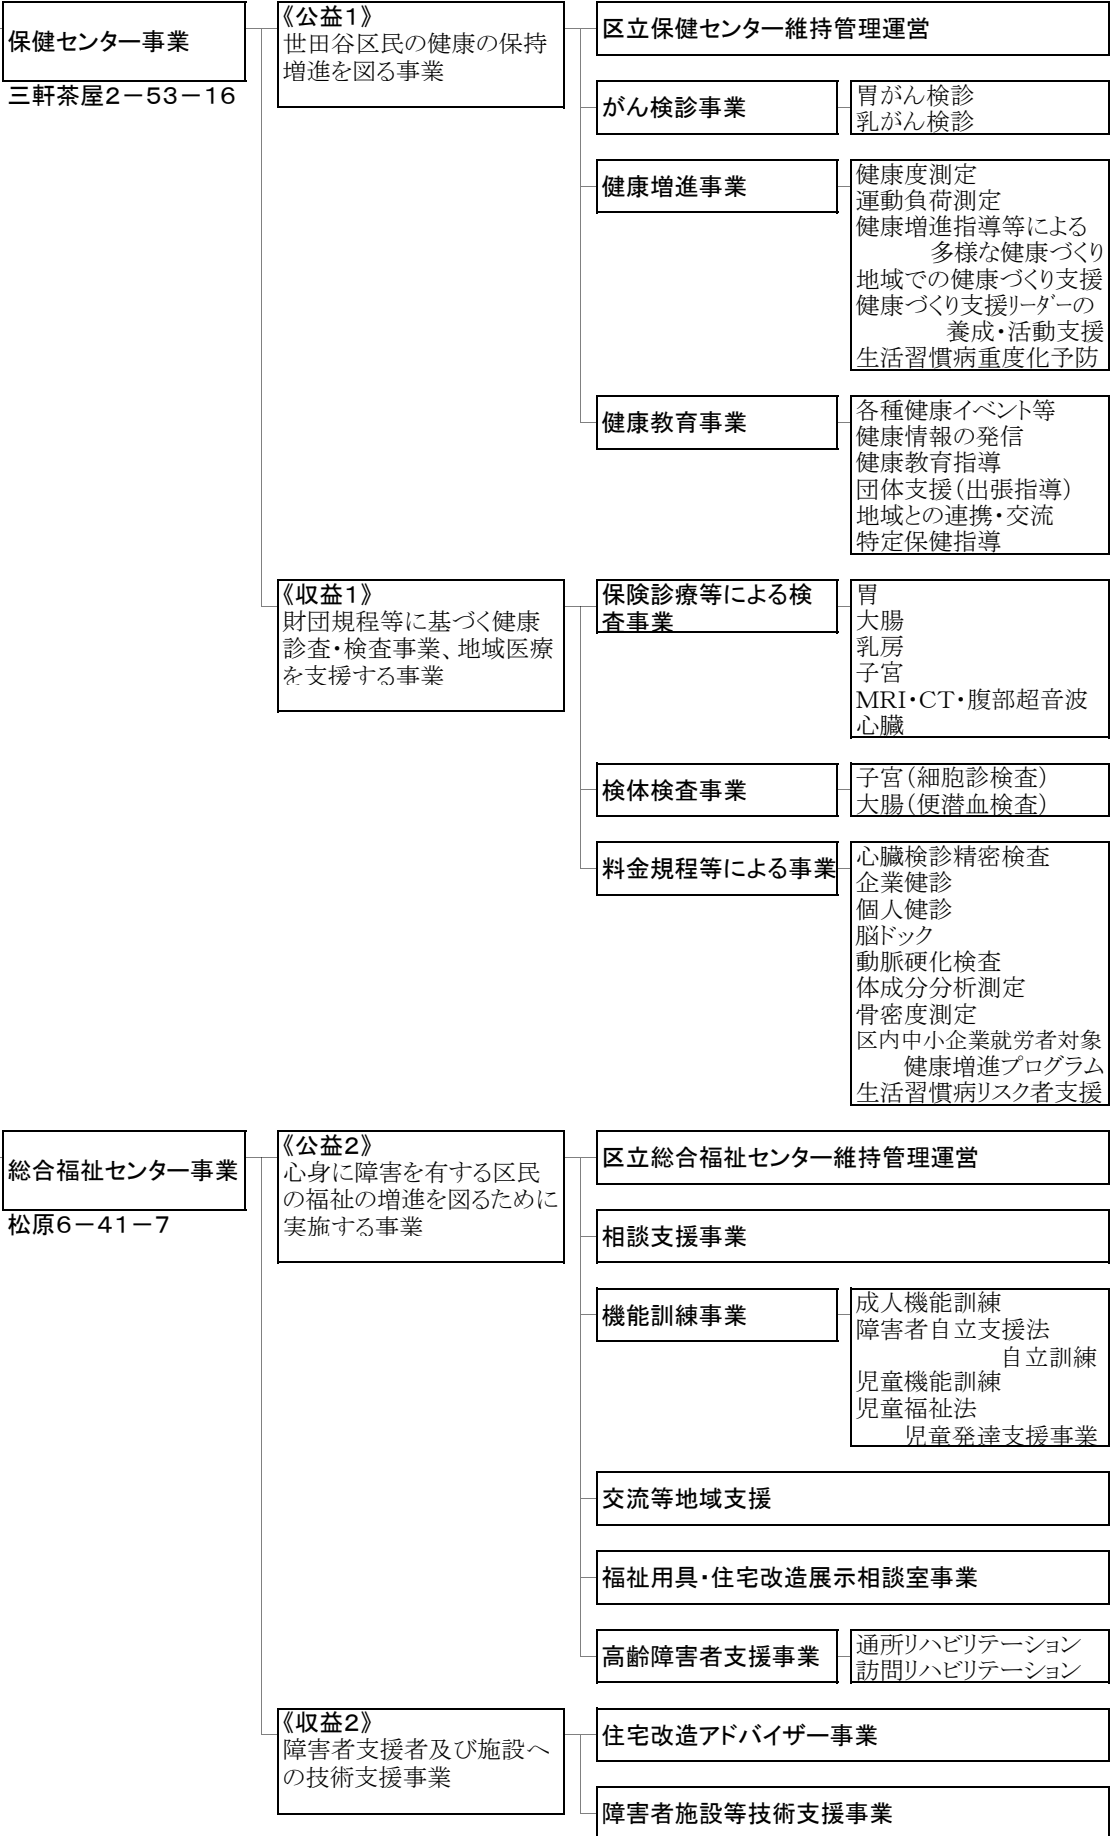 保健センター事業
三軒茶屋2-53-16
《公益1》
世田谷区民の健康の保持
増進を図る事業
区立保健センター維持管理運営
がん検診事業
胃がん検診
乳がん検診
健康増進事業
健康度測定
運動負荷測定
健康増進指導等による
多様な健康づくり
地域での健康づくり支援
健康づくり支援リーダーの
養成・活動支援
生活習慣病重度化予防
健康教育事業
各種健康イベント等
健康情報の発信
健康教育指導
団体支援(出張指導)
地域との連携・交流
特定保健指導
《収益1》
財団規程等に基づく健康
診査・検査事業、地域医療
を支援する事業
保険診療等による検
査事業
胃
大腸
乳房
子宮
MRI・CT・腹部超音波
心臓
検体検査事業
子宮(細胞診検査)
大腸(便潜血検査)
料金規程等による事業
心臓検診精密検査
企業健診
個人健診
脳ドック
動脈硬化検査
体成分分析測定
骨密度測定
区内中小企業就労者対象
健康増進プログラム
生活習慣病リスク者支援
総合福祉センター事業
松原6-41-7
《公益2》
心身に障害を有する区民
の福祉の増進を図るために
実施する事業
区立総合福祉センター維持管理運営
相談支援事業
機能訓練事業
成人機能訓練
障害者自立支援法
自立訓練
児童機能訓練
児童福祉法
児童発達支援事業
交流等地域支援
福祉用具・住宅改造展示相談室事業
高齢障害者支援事業
通所リハビリテーション
訪問リハビリテーション
《収益2》
障害者支援者及び施設へ
の技術支援事業
住宅改造アドバイザー事業
障害者施設等技術支援事業